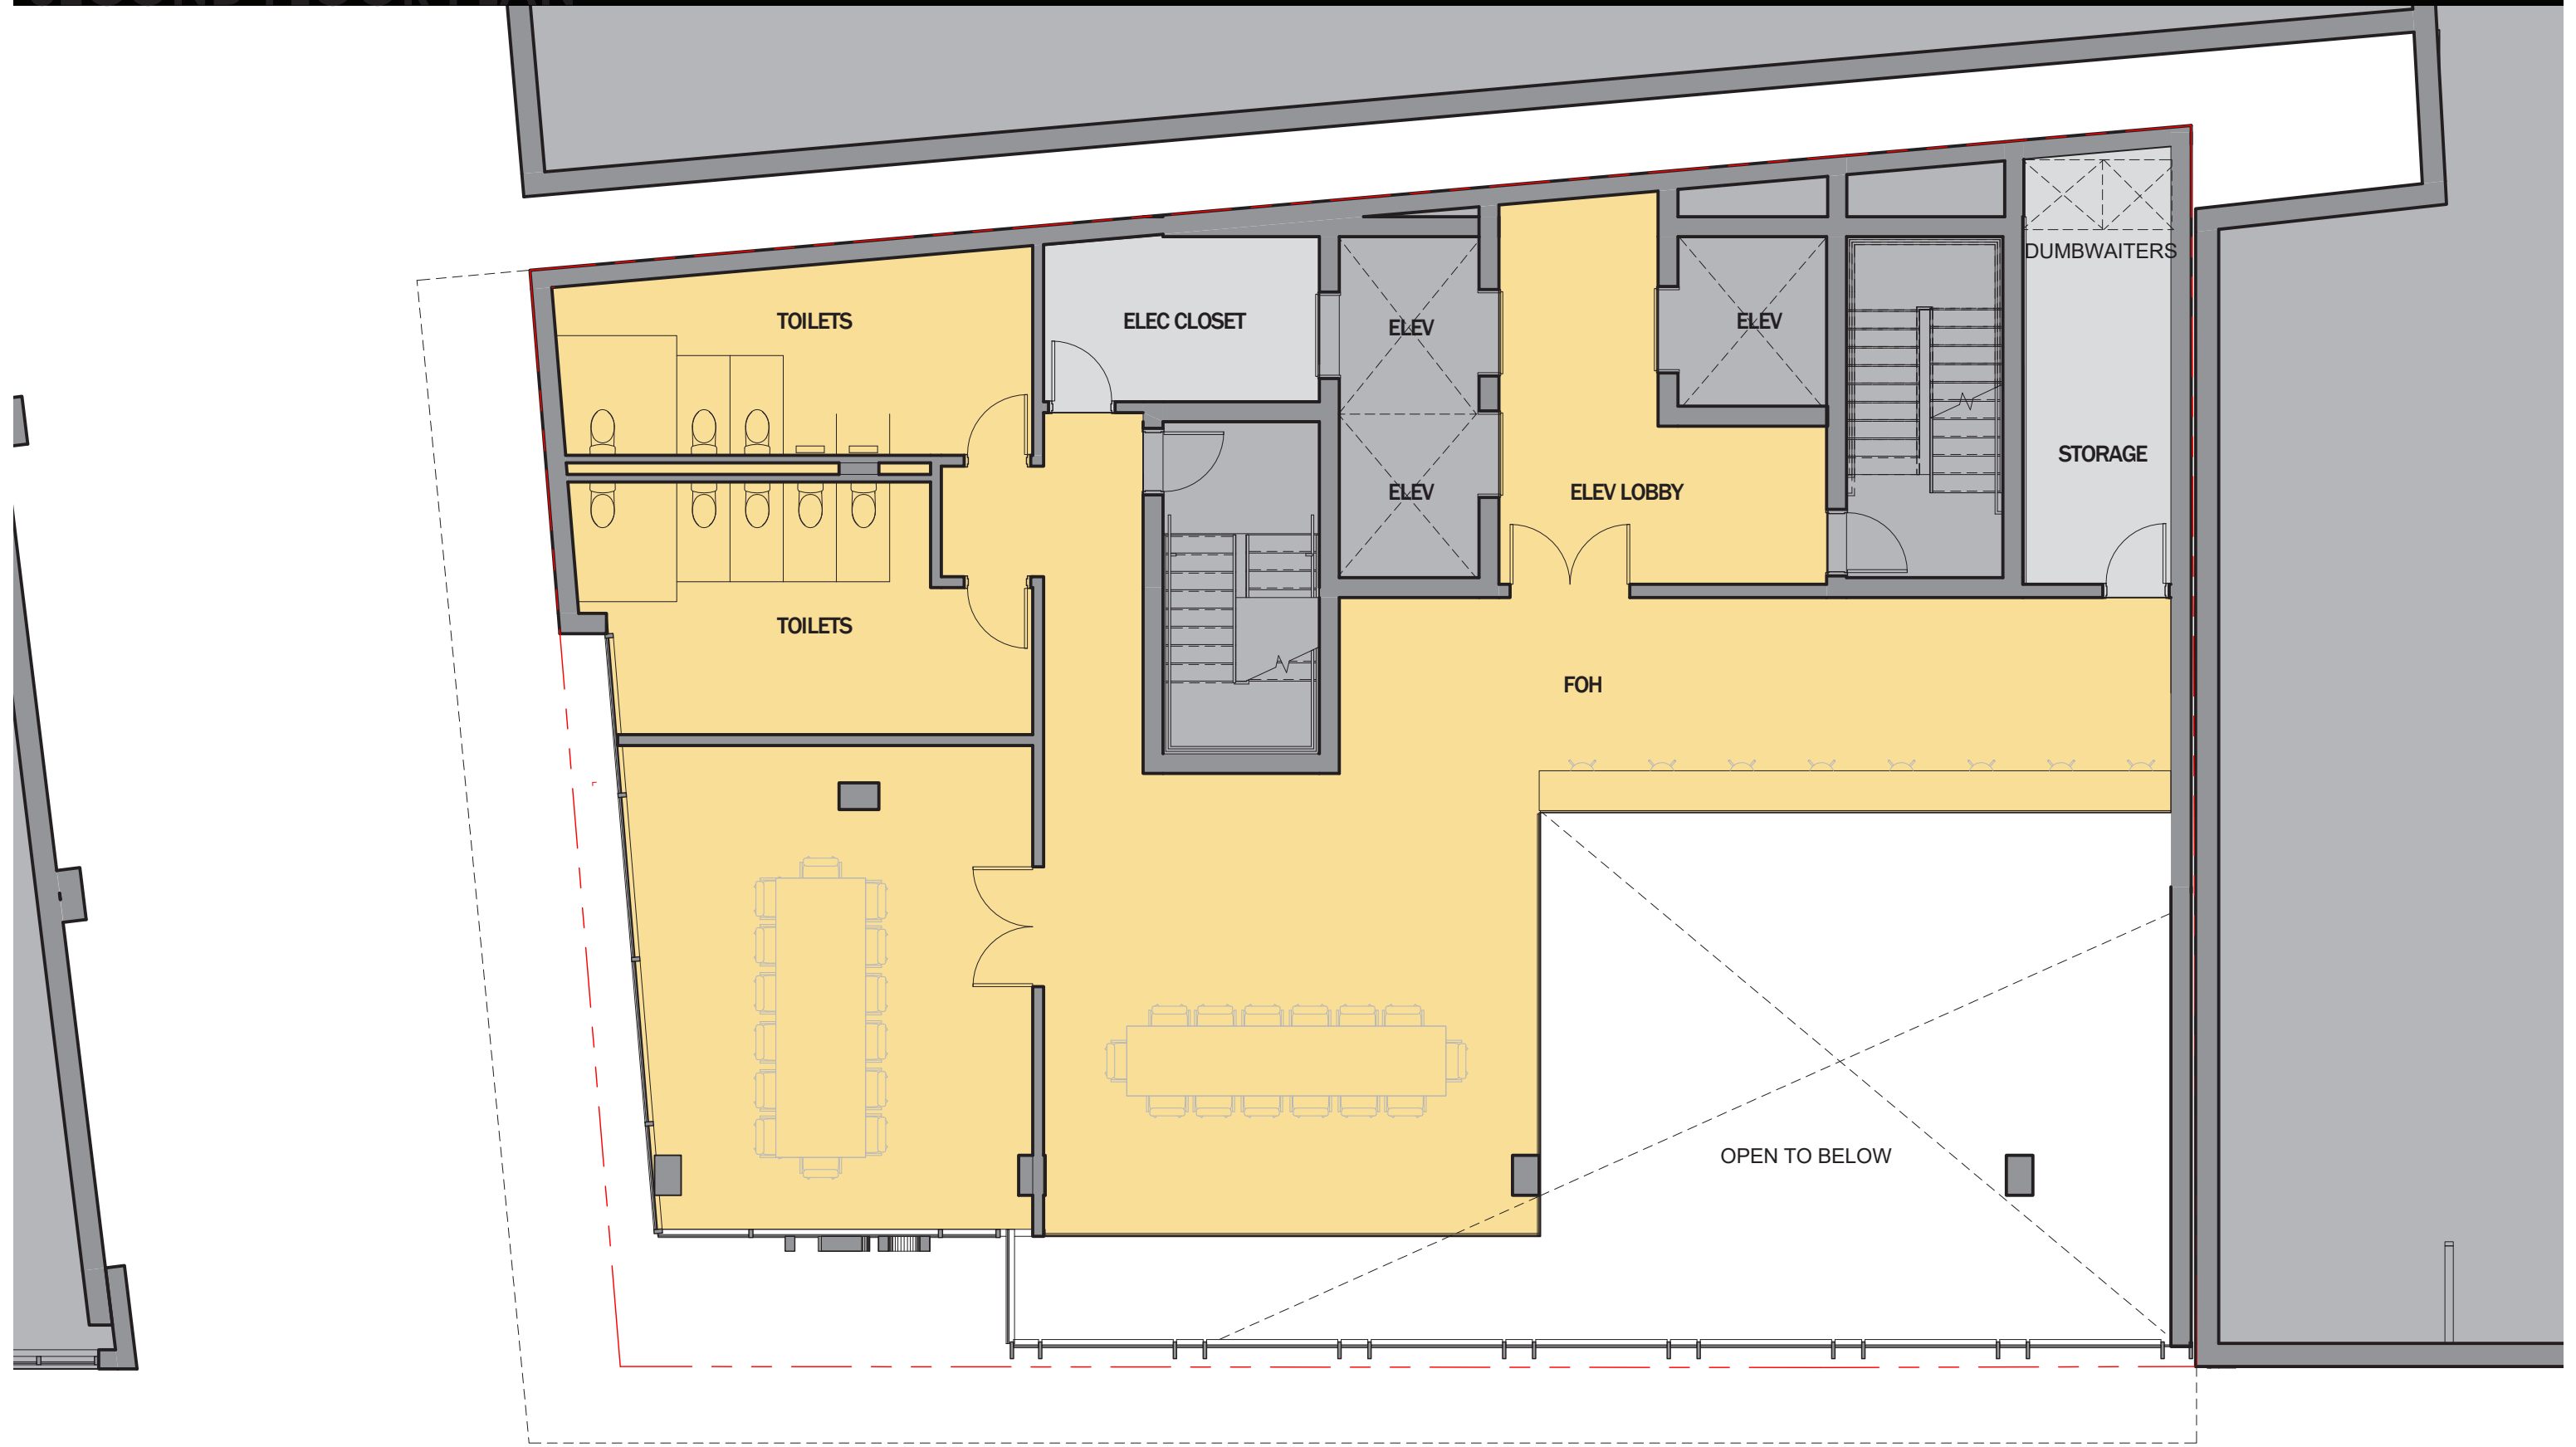 TOILETS
ELEC CLOSET
ELEV
ELEV
DUMBWAITERS
STORAGE
ELEV
ELEV LOBBY
TOILETS
FOH
OPEN TO BELOW